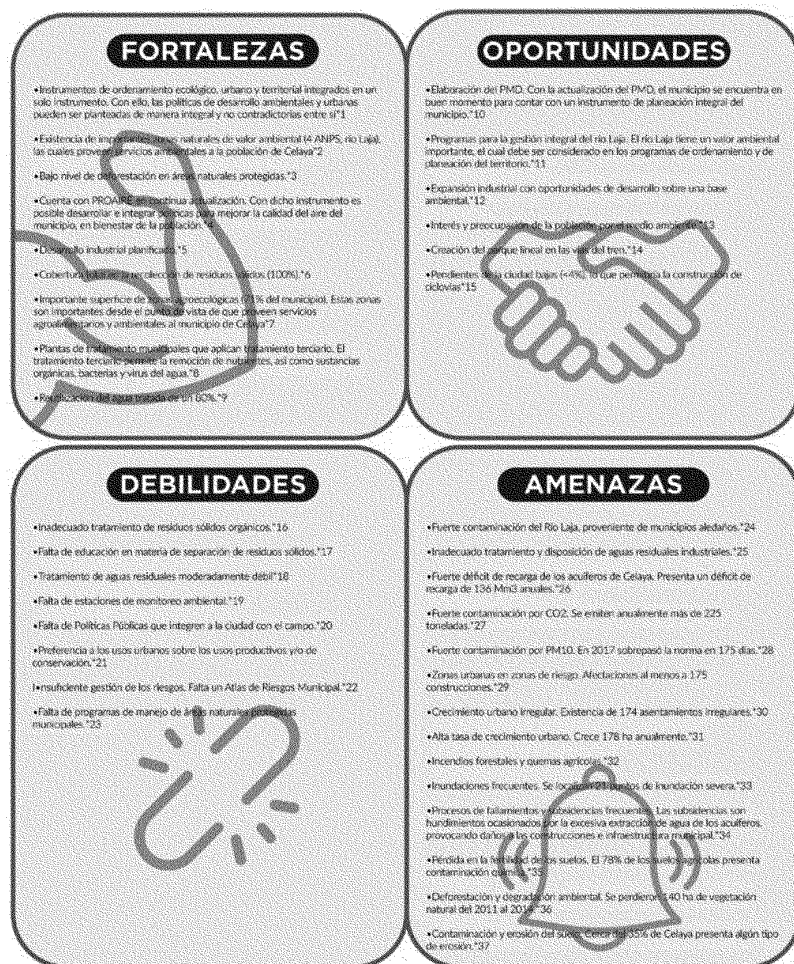 FORTALEZAS
•Instrumentos de ordenamiento ecológico, urbano y territorial integrados en un
solo instrumento. Con ello, las políticas de desarrollo ambientales y urbanas
pueden ser planteadas de manera integral y no contradictorias entre sí*1
•Existencia de importantes zonas naturales de valor ambiental (4 ANPS, río Laja),
las cuales proveen servicios ambientales a la población de Celaya*2
•Bajo nivel de deforestación en áreas naturales protegidas.*3
•Cuenta con PROAIRE en continua actualización. Con dicho instrumento es
posible desarrollar e integrar políticas para mejorar la calidad del aire del
municipio, en bienestar de la población.*4
•Desarrollo industrial planificado.*5
•Cobertura total en la recolección de residuos sólidos (100%).*6
•Importante superficie de zonas agroecológicas (71% del municipio). Estas zonas
son importantes desde el punto de vista de que proveen servicios
agroalimentarios y ambientales al municipio de Celaya*7
•Plantas de tratamiento municipales que aplican tratamiento terciario. El
tratamiento terciario permite la remoción de nutrientes, así como sustancias
orgánicas, bacterias y virus del agua.*8
•Reutilización del agua tratada de un 80%.*9
OPORTUNIDADES
•Elaboración del PMD. Con la actualización del PMD, el municipio se encuentra en
buen momento para contar con un instrumento de planeación integral del
municipio.*10
•Programas para la gestión integral del río Laja. El río Laja tiene un valor ambiental
importante, el cual debe ser considerado en los programas de ordenamiento y de
planeación del territorio.*11
•Expansión industrial con oportunidades de desarrollo sobre una base
ambiental.*12
•Interés y preocupación de la población por el medio ambiente*13
•Creación del parque lineal en las vías del tren.*14
•Pendientes de la ciudad bajas (<4%), lo que permitiría la construcción de
ciclovías*15
DEBILIDADES
•Inadecuado tratamiento de residuos sólidos orgánicos.*16
•Falta de educación en materia de separación de residuos sólidos.*17
•Tratamiento de aguas residuales moderadamente débil*18
•Falta de estaciones de monitoreo ambiental.*19
•Falta de Políticas Públicas que integren a la ciudad con el campo.*20
•Preferencia a los usos urbanos sobre los usos productivos y/o de
conservación.*21
I•nsuficiente gestión de los riesgos. Falta un Atlas de Riesgos Municipal.*22
•Falta de programas de manejo de áreas naturales protegidas
municipales.*23
AMENAZAS
•Fuerte contaminación del Río Laja, proveniente de municipios aledaños.*24
•Inadecuado tratamiento y disposición de aguas residuales industriales.*25
•Fuerte déficit de recarga de los acuíferos de Celaya. Presenta un déficit de
recarga de 136 Mm3 anuales.*26
•Fuerte contaminación por CO2. Se emiten anualmente más de 225
toneladas.*27
•Fuerte contaminación por PM10. En 2017 sobrepasó la norma en 175 días.*28
•Zonas urbanas en zonas de riesgo. Afectaciones al menos a 175
construcciones.*29
•Crecimiento urbano irregular. Existencia de 174 asentamientos irregulares.*30
•Alta tasa de crecimiento urbano. Crece 178 ha anualmente.*31
•Incendios forestales y quemas agrícolas.*32
•Inundaciones frecuentes. Se localizan 21 puntos de inundación severa.*33
•Procesos de fallamientos y subsidencias frecuentes. Las subsidencias son
hundimientos ocasionados por la excesiva extracción de agua de los acuíferos,
provocando daños a las construcciones e infraestructura municipal.*34
•Pérdida en la fertilidad de los suelos. El 78% de los suelos agrícolas presenta
contaminación química.*35
•Deforestación y degradación ambiental. Se perdieron 140 ha de vegetación
natural del 2011 al 2014.*36
•Contaminación y erosión del suelo. Cerca del 35% de Celaya presenta algún tipo
de erosión.*37